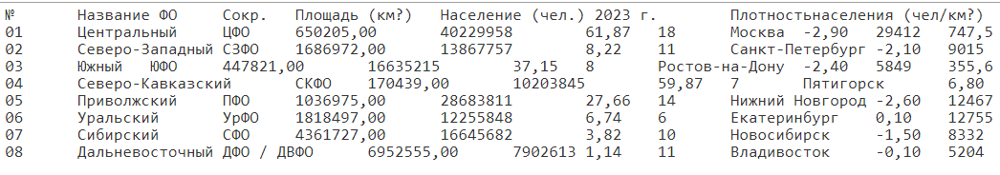 № Название ФО Сокр. Площадь (км?) Население (чел.) 2023 г. Плотностьнаселения (чел/км?)
01 Центральный ЦФО 650205,00 40229958 61,87 18 Москва -2,90 29412 747,5
02 Северо-Западный СЗФО 1686972,00 13867757 8,22 11 Санкт-Петербург -2,10 9015
03 Южный ЮФО 447821,00 16635215 37,15 8 Ростов-на-Дону -2,40 5849 355,6
04 Северо-Кавказский СКФО 170439,00 10203845 59,87 7 Пятигорск 6,80
05 Приволжский ПФО 1036975,00 28683811 27,66 14 Нижний Новгород -2,60 12467
06 Уральский УрФО 1818497,00 12255848 6,74 6 Екатеринбург 0,10 12755
07 Сибирский СФО 4361727,00 16645682 3,82 10 Новосибирск -1,50 8332
08 Дальневосточный ДФО / ДВФО 6952555,00 7902613 1,14 11 Владивосток -0,10 5204